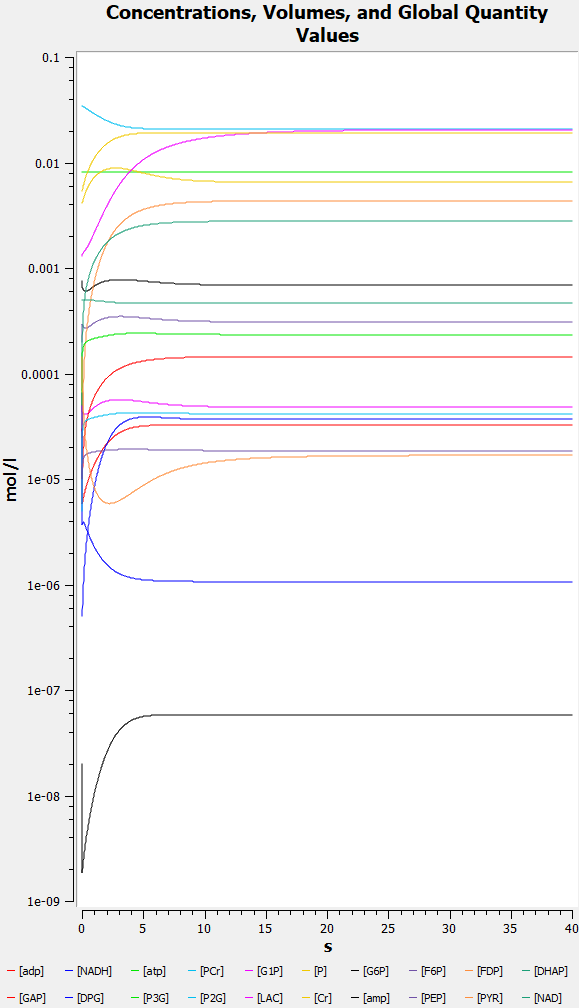 Concentrations, Volumes, and Global Quantity
Values
0.1
0.01
0.001
0.0001
1e-05
1e-06
1e-07
1e-08
1e-09
mol/l
0 5 10 15 20 25 30 35 40
s
[adp] [NADH] [atp] [PCr] [G1P] [P] [G6P] [F6P] [FDP] [DHAP]
[GAP] [DPG] [P3G] [P2G] [LAC] [Cr] [amp] [PEP] [PYR] [NAD]